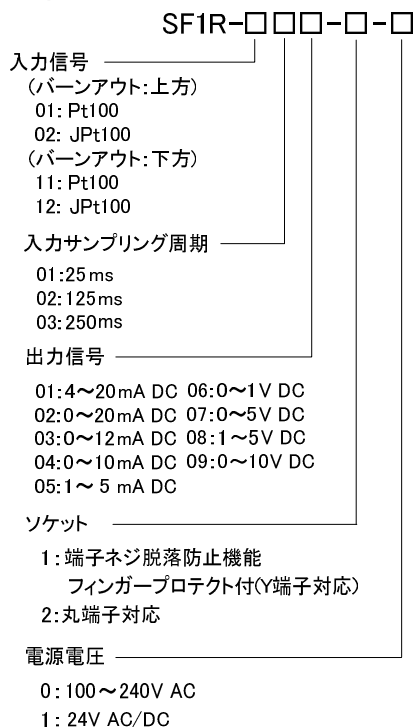 SF1R-□□□-□-□
入力信号
(バーンアウト:上方)
01: Pt100
02: JPt100
(バーンアウト:下方)
11: Pt100
12: JPt100
入力サンプリング周期
01:25ms
02:125ms
03:250ms
出力信号
01:4～20mA DC 06:0～1V DC
02:0～20mA DC 07:0～5V DC
03:0～12mA DC 08:1～5V DC
04:0～10mA DC 09:0～10V DC
05:1～ 5 mA DC
ソケット
1:端子ネジ脱落防止機能
フィンガープロテクト付(Y端子対応)
2:丸端子対応
電源電圧
0:100～240V AC
1: 24V AC/DC